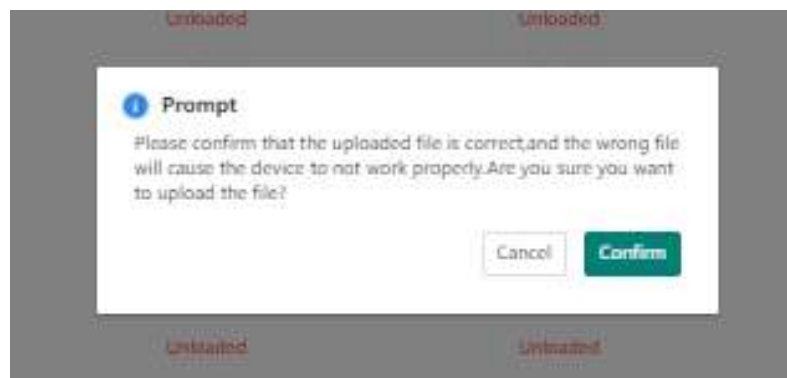 Unloaded Unloaded
Prompt
Please confirm that the uploaded file is correct,and the wrong file
will cause the device to not work properly.Are you sure you want
to upload the file?
Cancel Confirm
Unloaded Unloaded